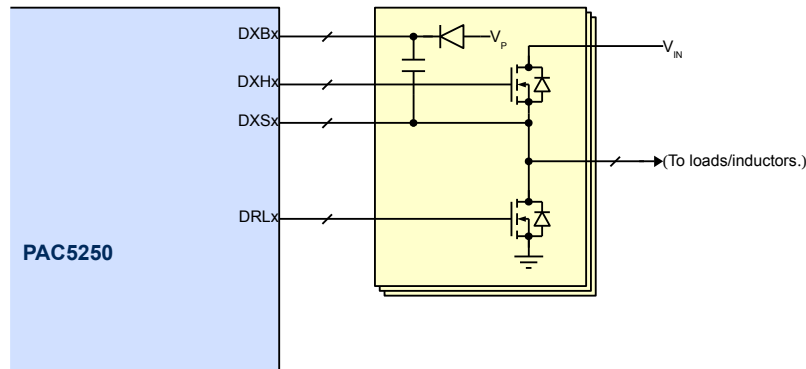 DXBx
V_P
V_IN
DXHx
DXSx
(To loads/inductors.)
DRLx
PAC5250